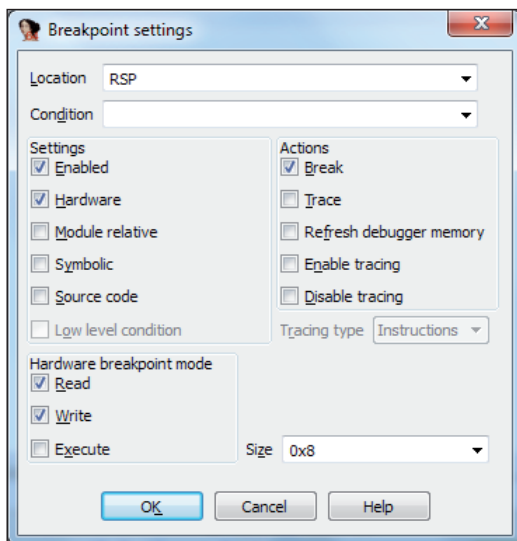 Breakpoint settings
Location RSP
Condition
Settings
Enabled
Hardware
Module relative
Symbolic
Source code
Low level condition
Actions
Break
Trace
Refresh debugger memory
Enable tracing
Disable tracing
Tracing type Instructions
Hardware breakpoint mode
Read
Write
Execute
Size 0x8
OK Cancel Help